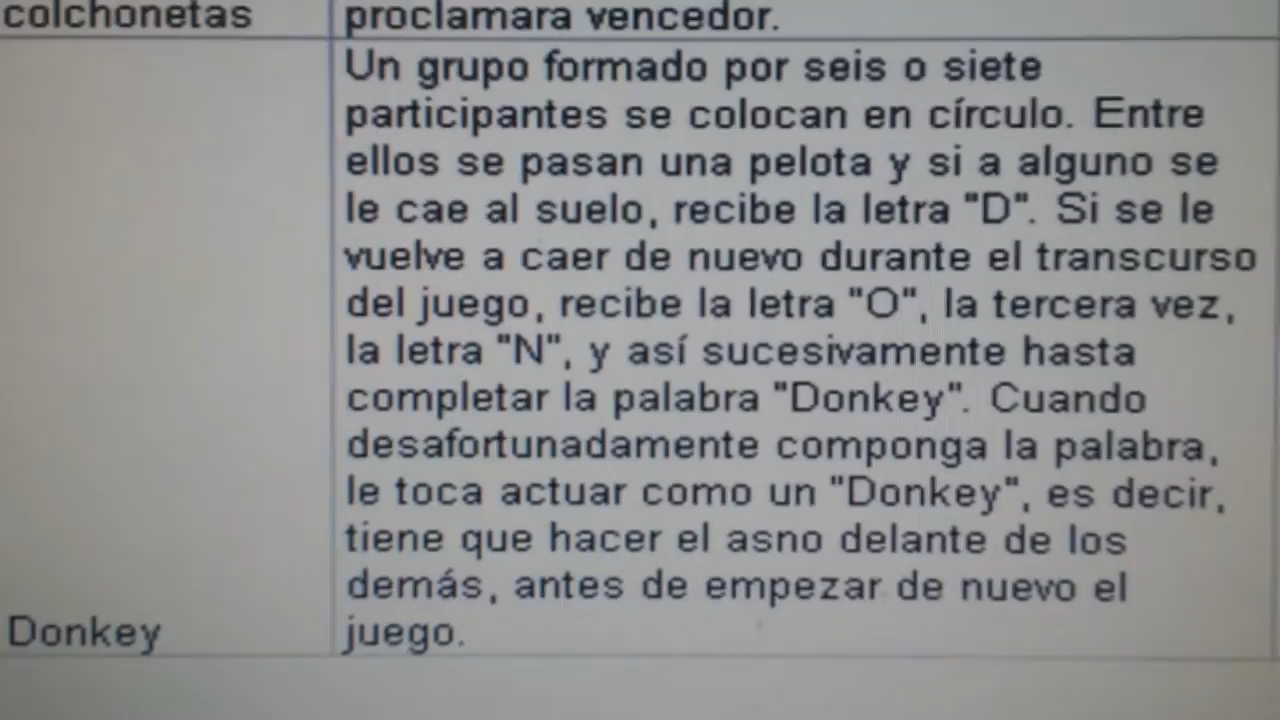 colchonetas proclamara vencedor.
Un grupo formado por seis o siete
participantes se colocan en círculo. Entre
ellos se pasan una pelota y si a alguno se
le cae al suelo, recibe la letra "D". Si se le
vuelve a caer de nuevo durante el transcurso
del juego, recibe la letra "O", la tercera vez,
la letra "N", y así sucesivamente hasta
completar la palabra "Donkey". Cuando
desafortunadamente componga la palabra,
le toca actuar como un "Donkey", es decir,
tiene que hacer el asno delante de los
demás, antes de empezar de nuevo el
Donkey juego.